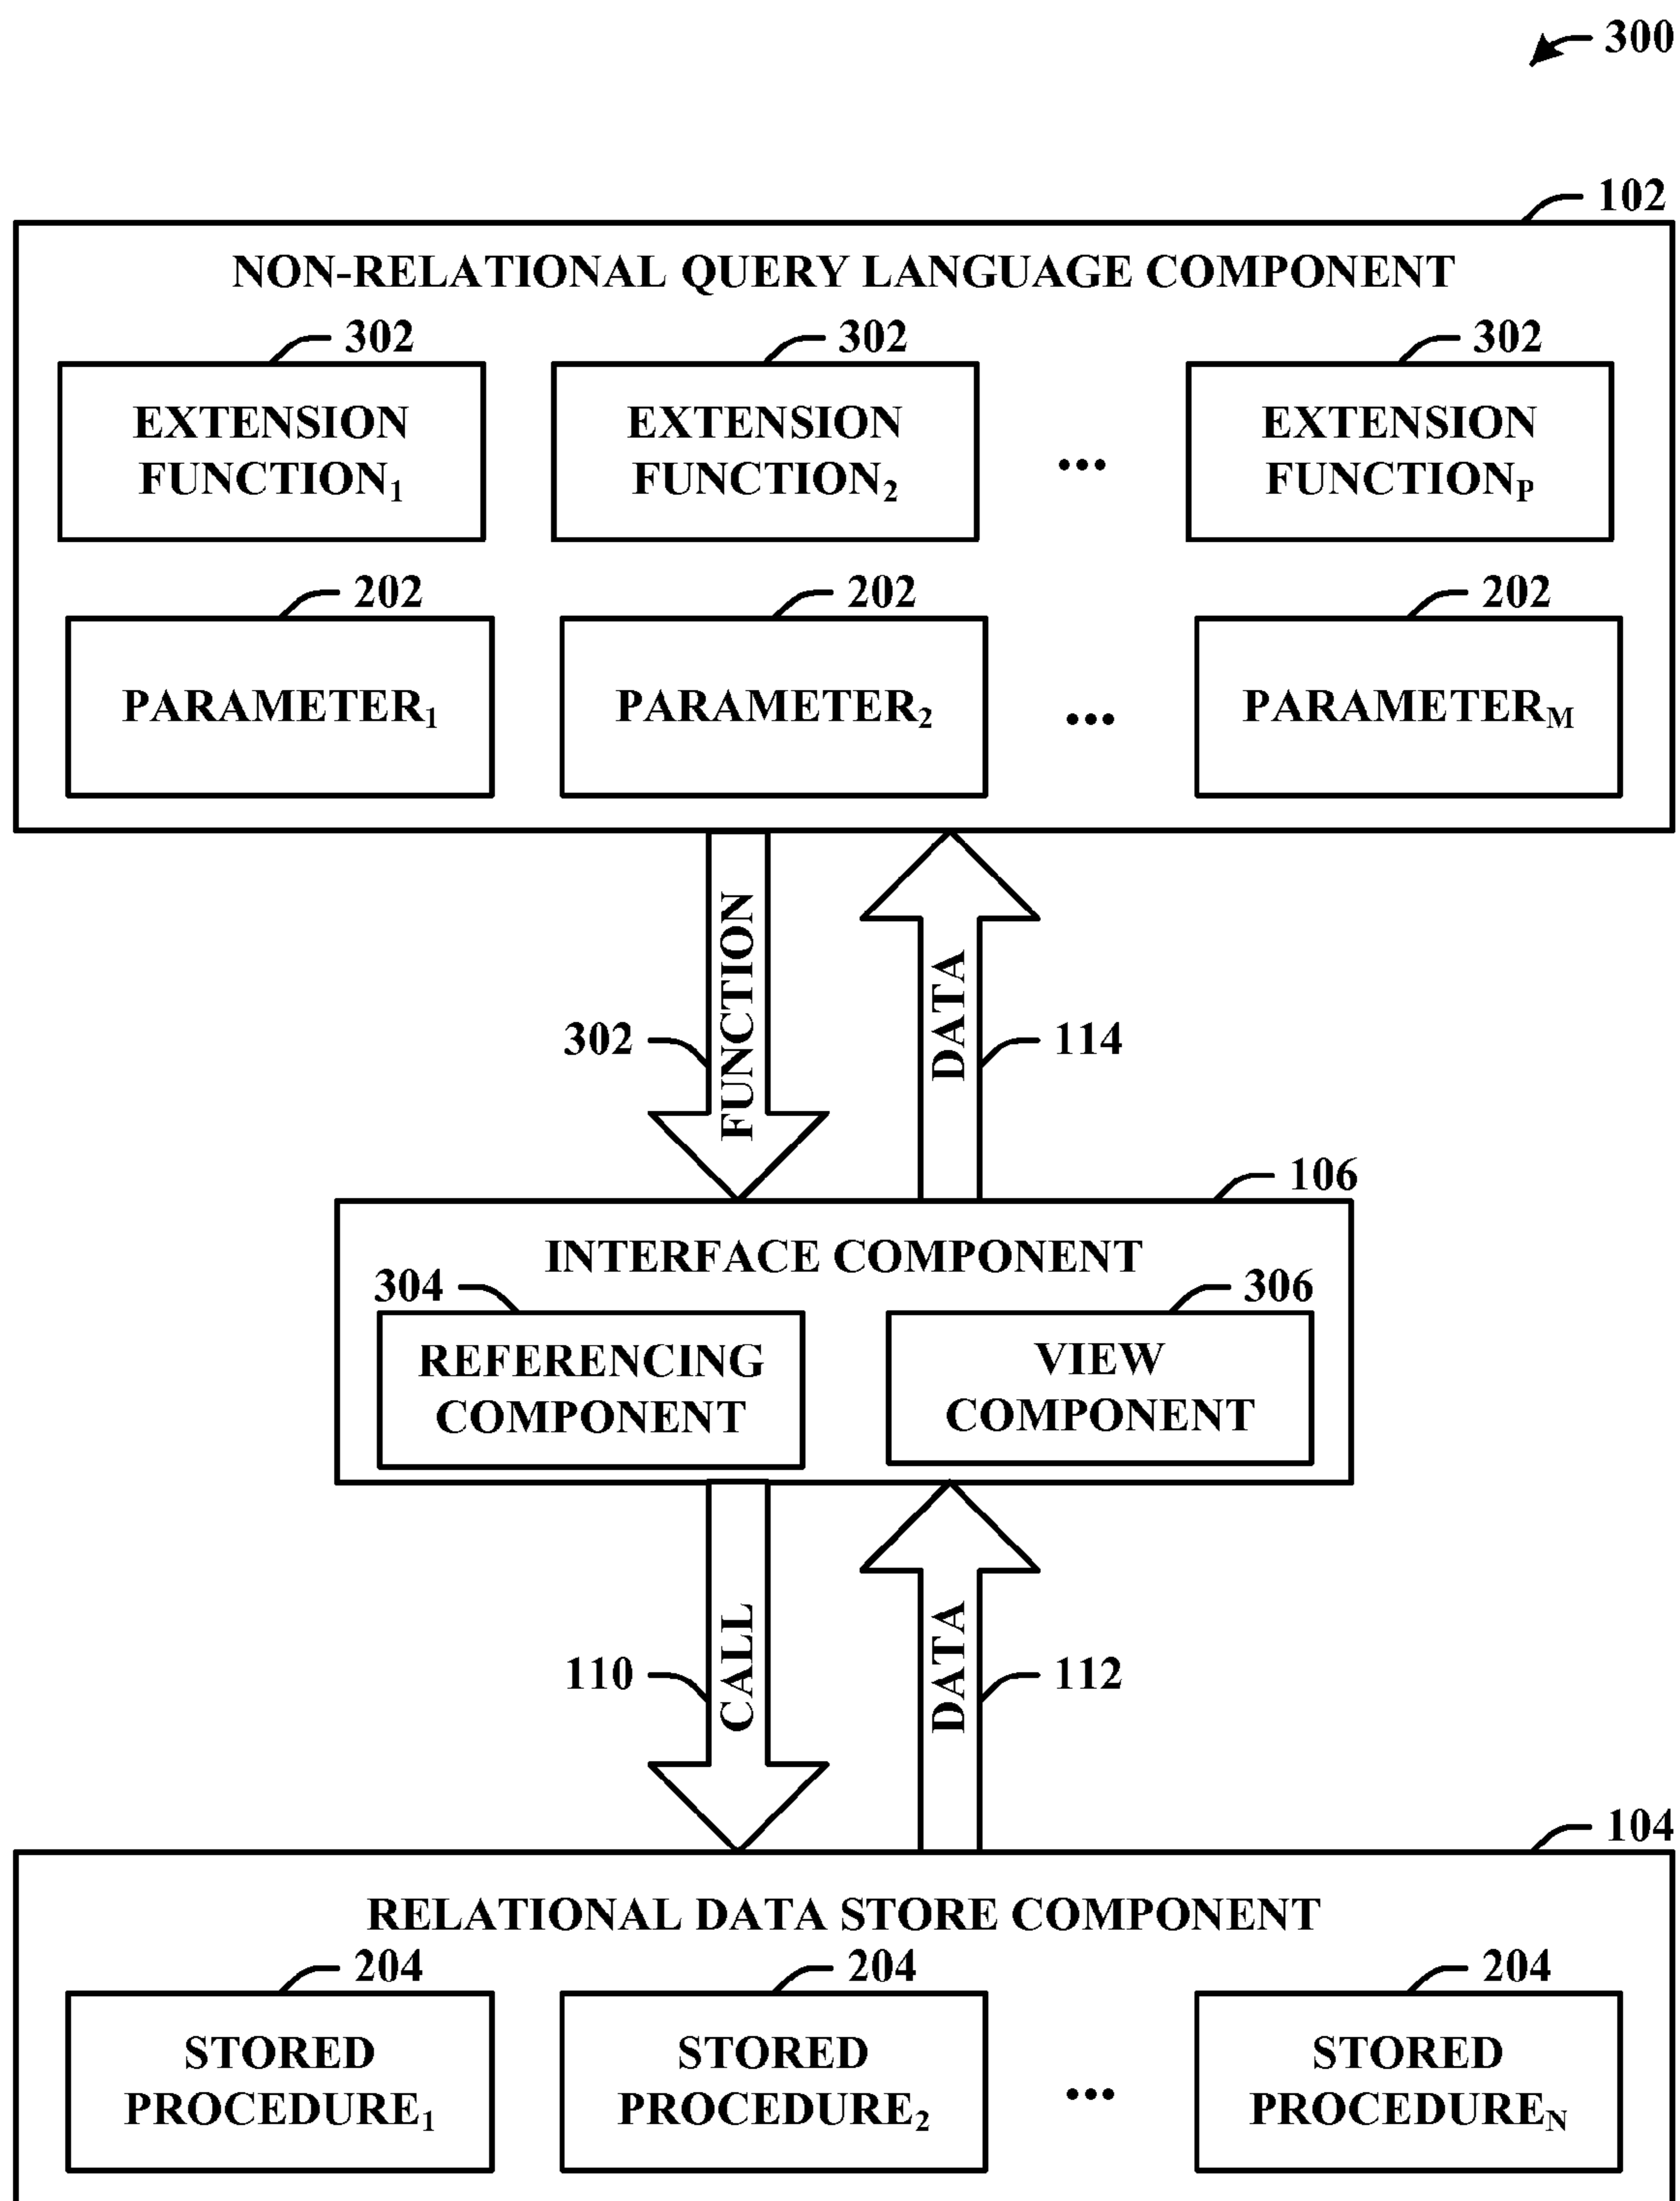 300
102
NON-RELATIONAL QUERY LANGUAGE COMPONENT
302 302 302
EXTENSION FUNCTION₁
EXTENSION FUNCTION₂
...
EXTENSION FUNCTIONP
202 202 202
PARAMETER₁ PARAMETER₂ ... PARAMETERM
302 FUNCTION
DATA 114
106
INTERFACE COMPONENT
304 306
REFERENCING
COMPONENT
VIEW
COMPONENT
110 CALL
DATA 112
104
RELATIONAL DATA STORE COMPONENT
204 204 204
STORED
PROCEDURE₁
STORED
PROCEDURE₂
...
STORED
PROCEDUREN